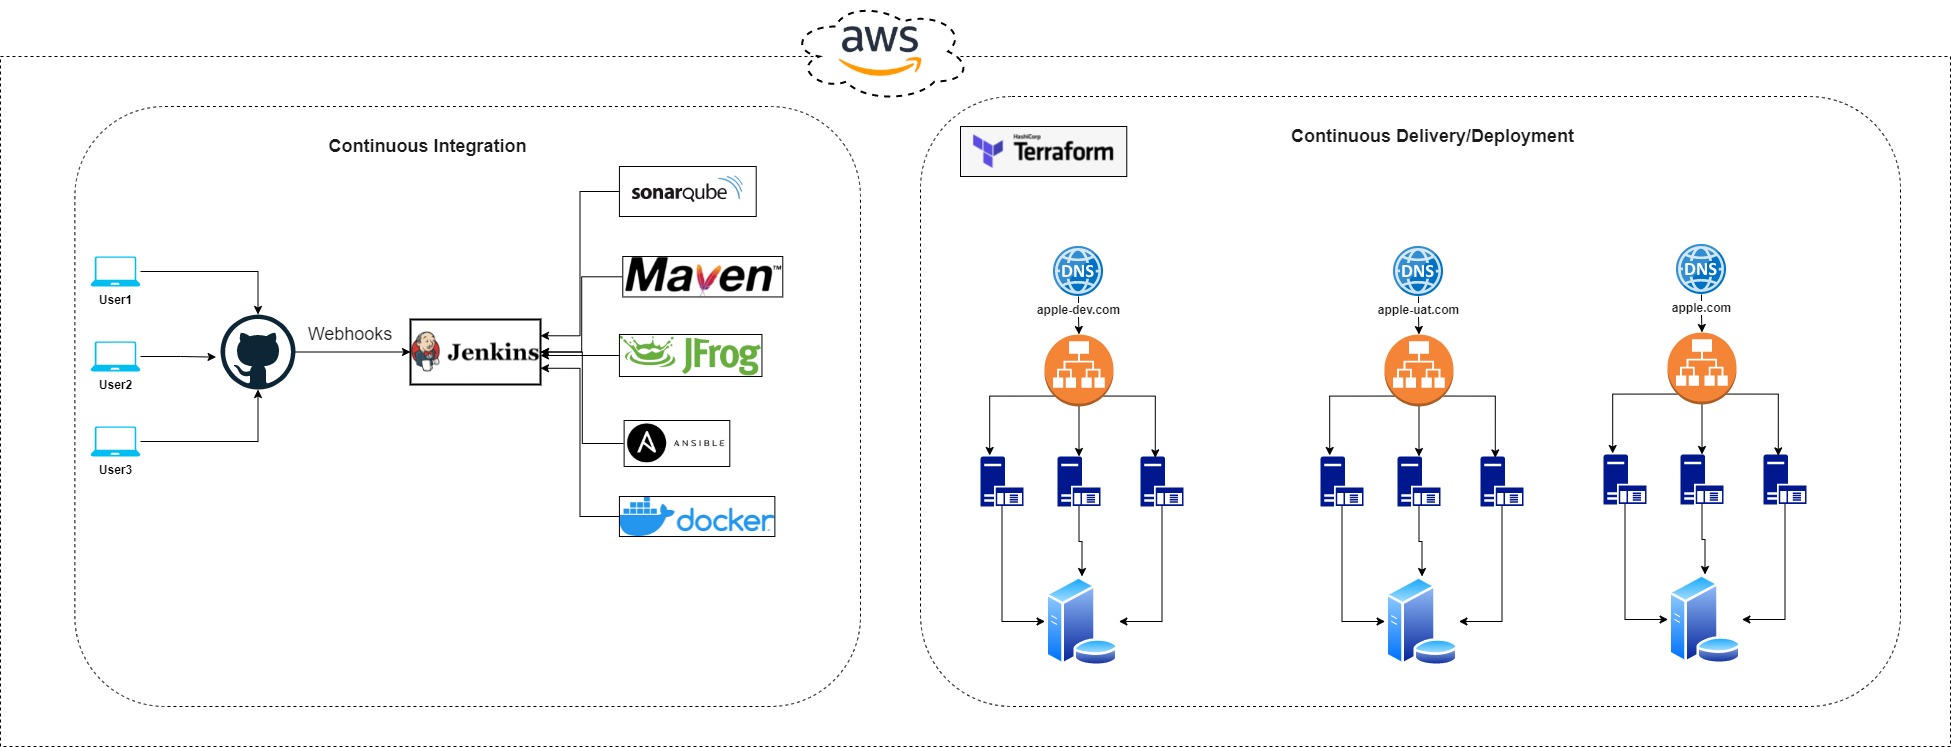 aws
Continuous Integration
sonarqube
Maven™
User1
Webhooks
Jenkins
JFrog
User2
ANSIBLE
User3
docker
HashiCorp
Terraform
Continuous Delivery/Deployment
DNS
apple-dev.com
DNS
apple-uat.com
DNS
apple.com